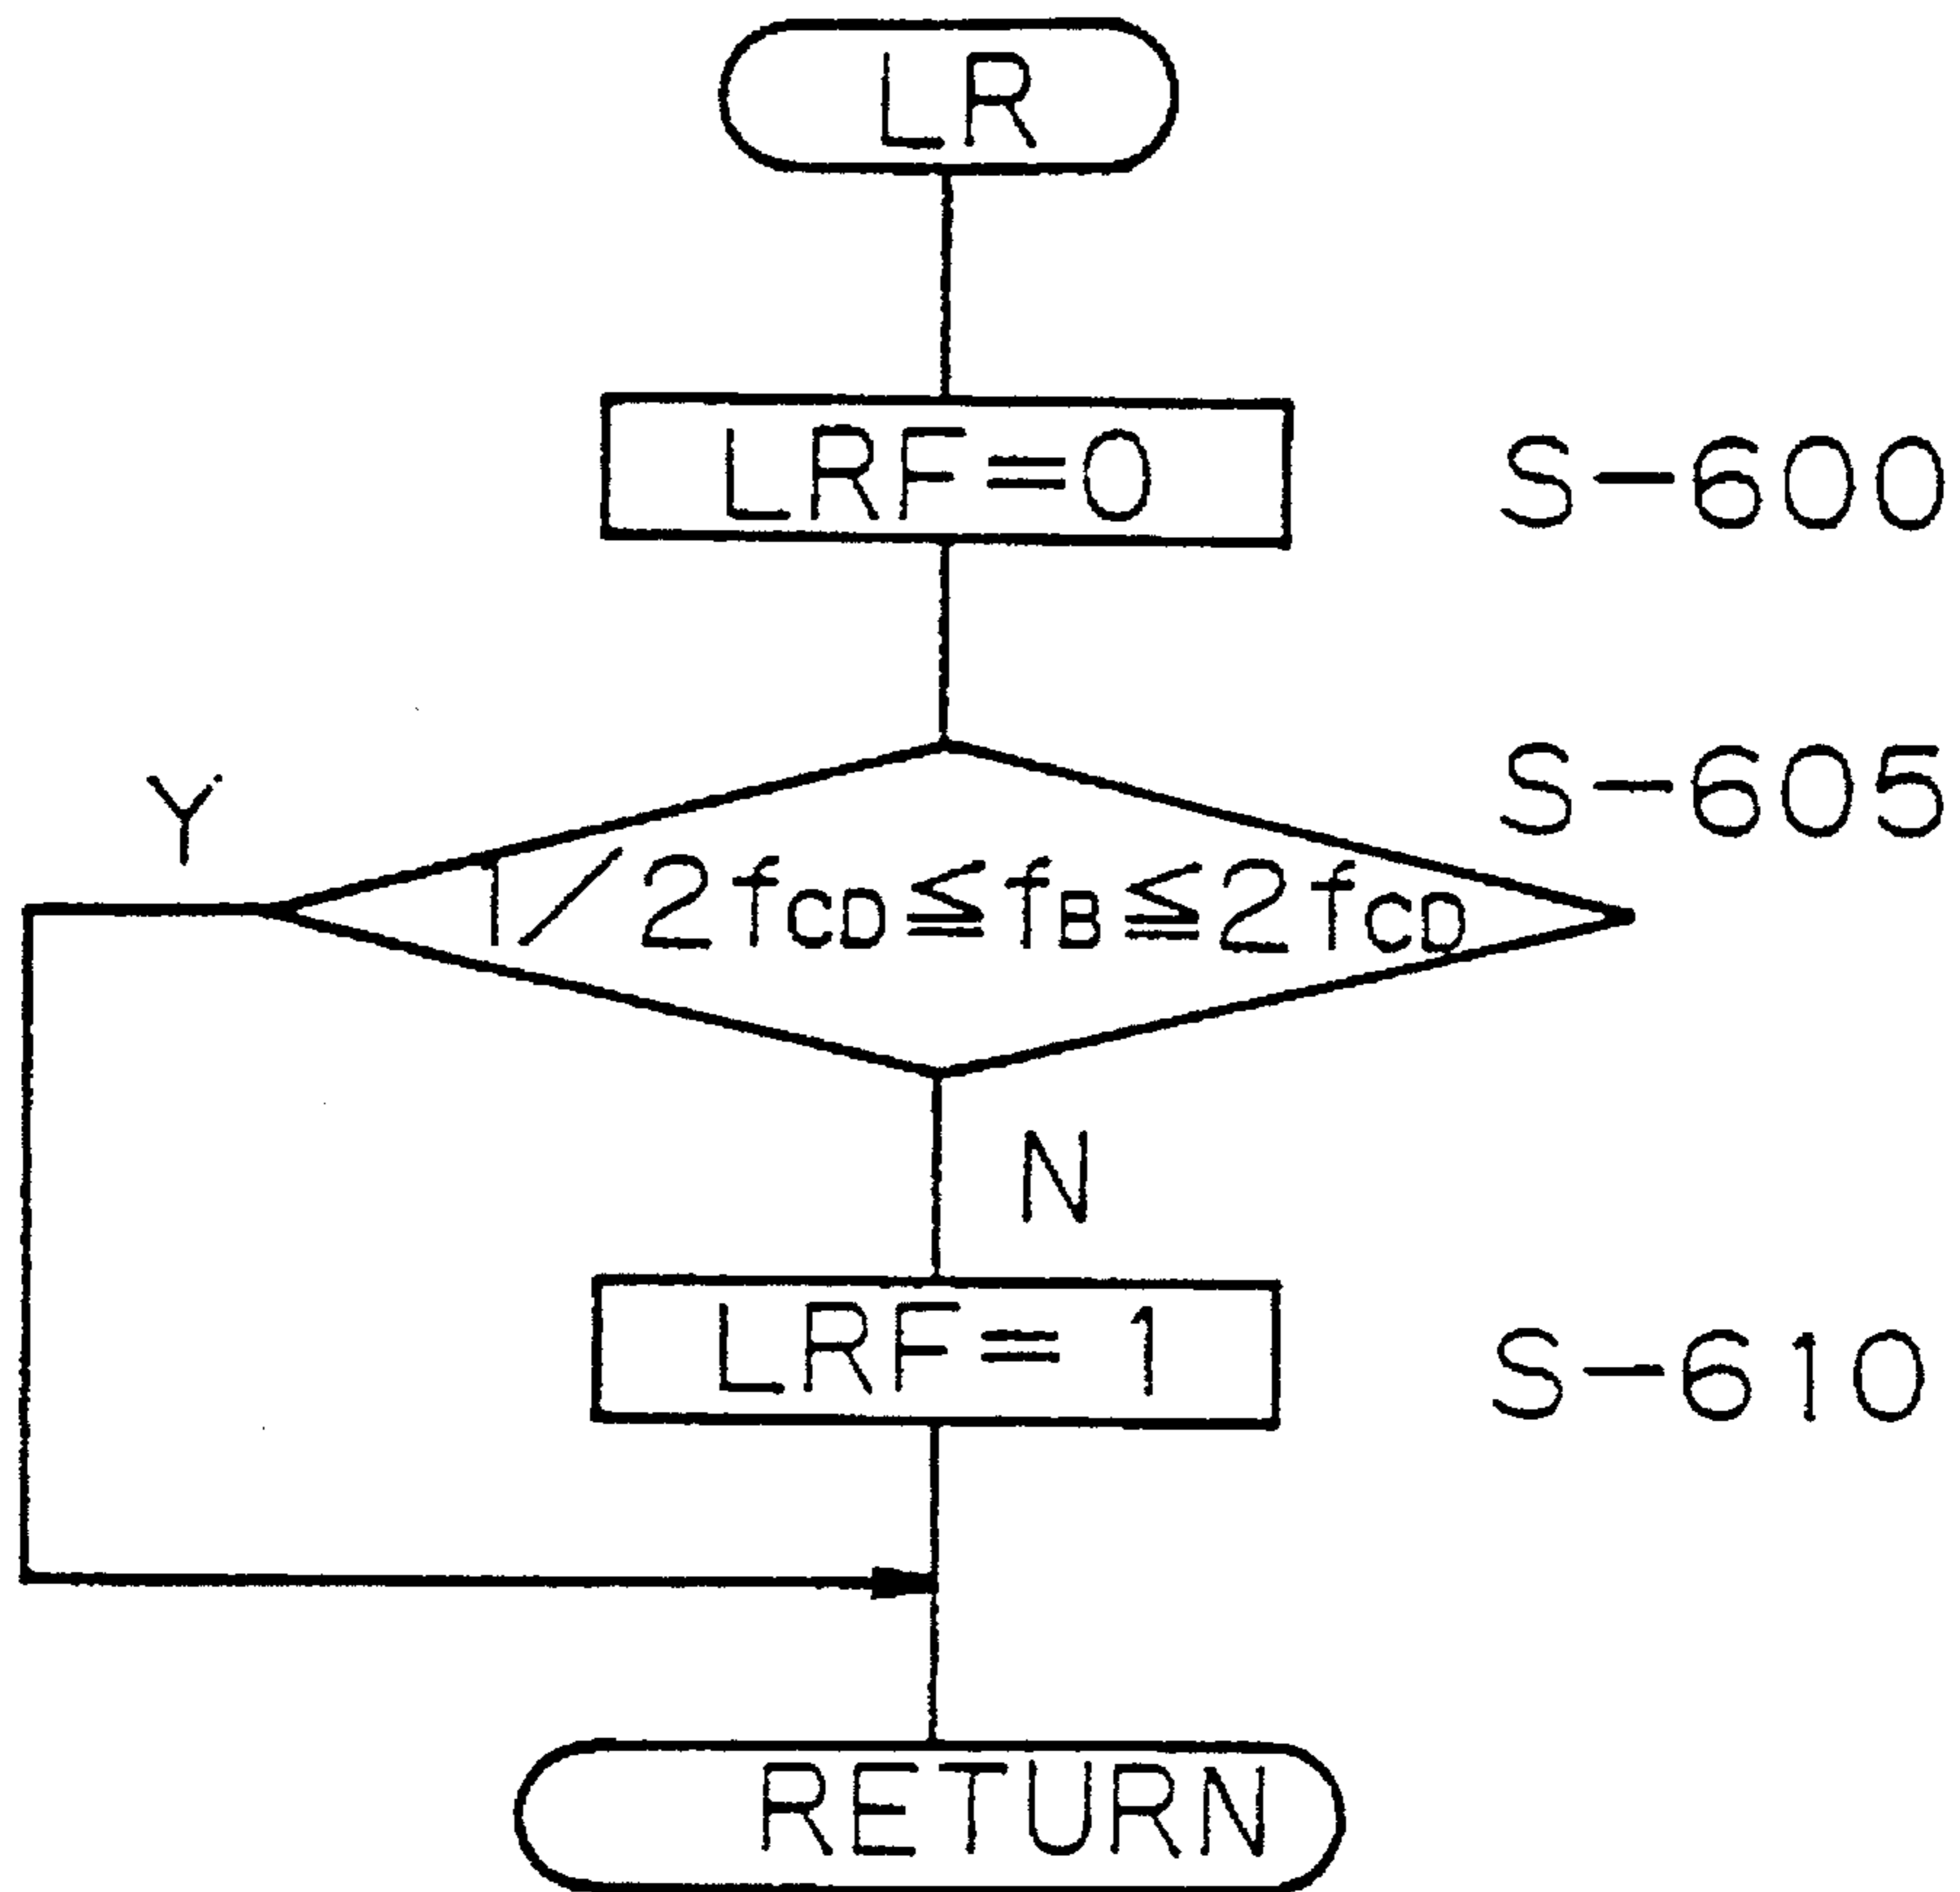 LR
LRF=0
S-600
S-605
Y
1/2fCD≦fB≦2fCD
N
LRF=1
S-610
RETURN